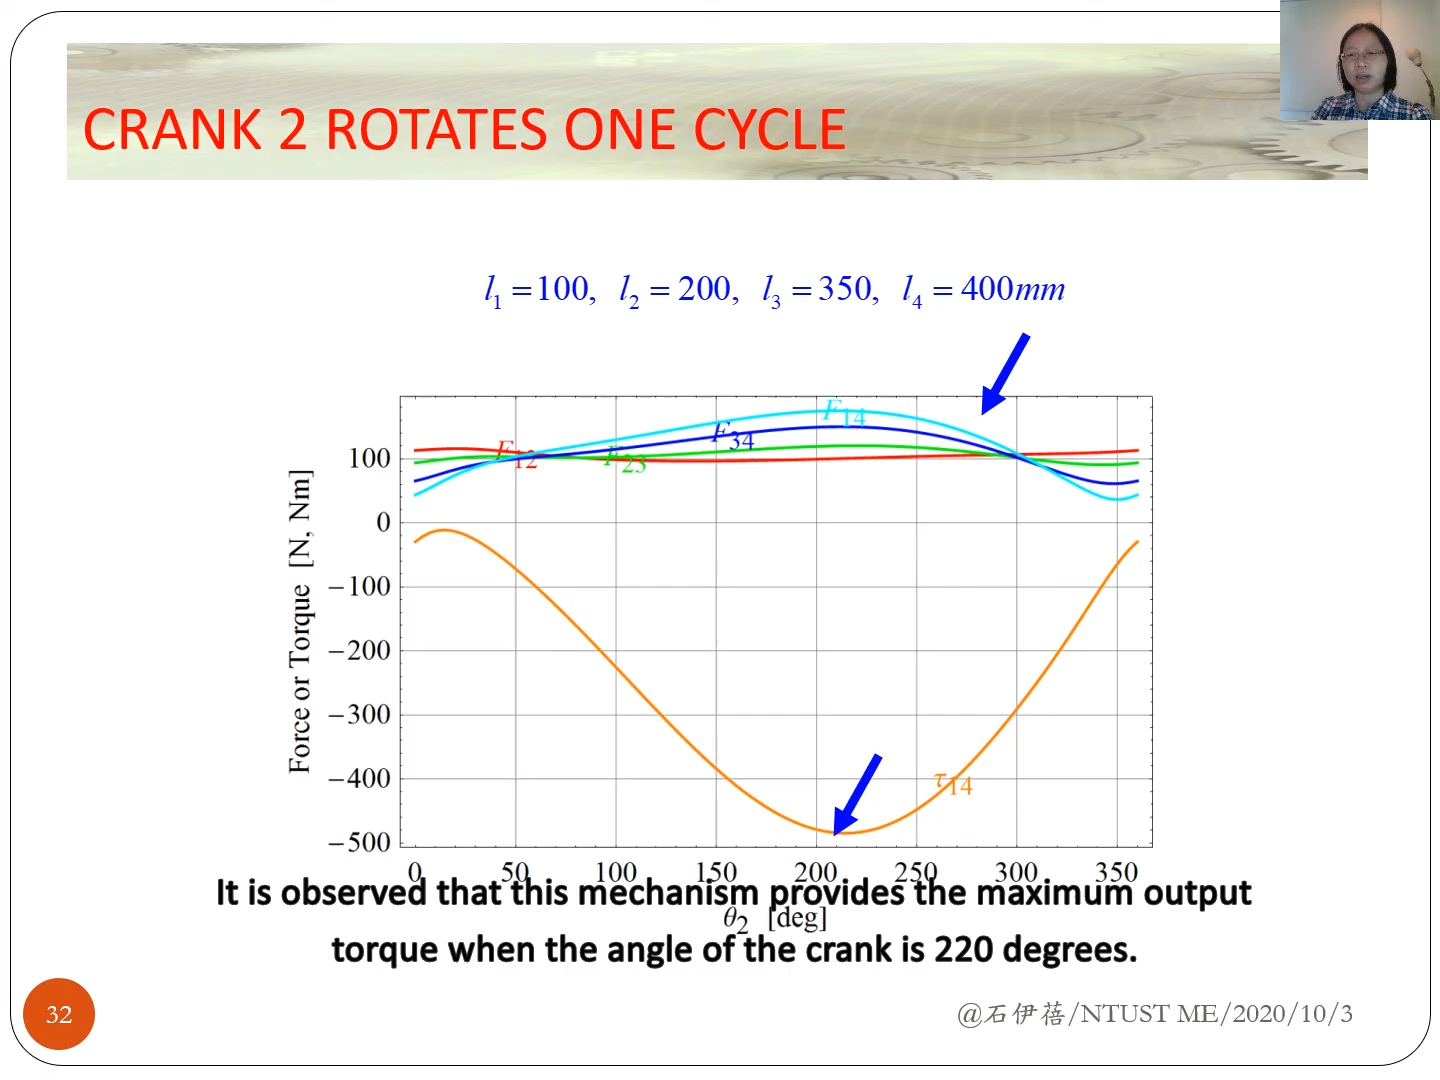 CRANK 2 ROTATES ONE CYCLE
l1 = 100, l2 = 200, l3 = 350, l4 = 400mm
F14
F34
F12
F23
100
0
−100
−200
−300
−400
−500
Force or Torque [N, Nm]
τ14
0 50 100 150 200 250 300 350
It is observed that this mechanism provides the maximum output
θ2 [deg]
torque when the angle of the crank is 220 degrees.
32
@石伊蓓/NTUST ME/2020/10/3